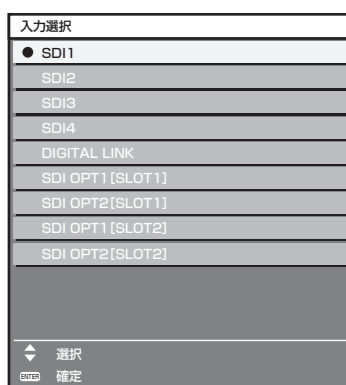 入力選択
SDI1
SDI2
SDI3
SDI4
DIGITAL LINK
SDI OPT1[SLOT1]
SDI OPT2[SLOT1]
SDI OPT1[SLOT2]
SDI OPT2[SLOT2]
選択
ENTER 確定